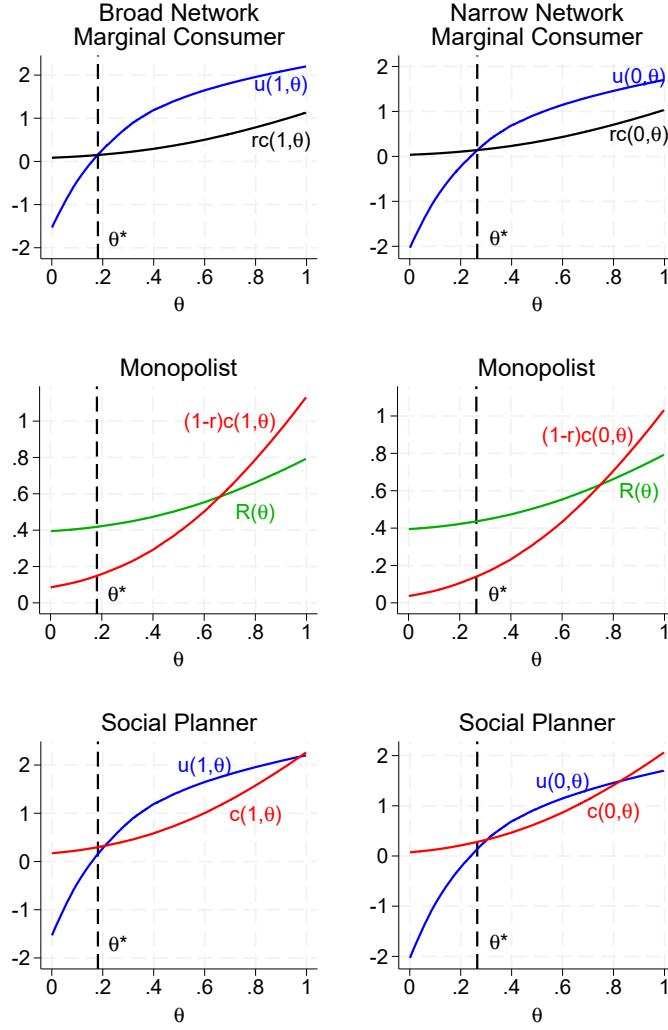 Broad Network
Marginal Consumer
2
1
0
-1
-2
u(1,θ)
rc(1,θ)
θ*
0 .2 .4 .6 .8 1
θ
Narrow Network
Marginal Consumer
2
1
0
-1
-2
u(0,θ)
rc(0,θ)
θ*
0 .2 .4 .6 .8 1
θ
Monopolist
1
.8
.6
.4
.2
0
(1-r)c(1,θ)
R(θ)
θ*
0 .2 .4 .6 .8 1
θ
Monopolist
1
.8
.6
.4
.2
0
(1-r)c(0,θ)
R(θ)
θ*
0 .2 .4 .6 .8 1
θ
Social Planner
2
1
0
-1
-2
u(1,θ)
c(1,θ)
θ*
0 .2 .4 .6 .8 1
θ
Social Planner
2
1
0
-1
-2
u(0,θ)
c(0,θ)
θ*
0 .2 .4 .6 .8 1
θ